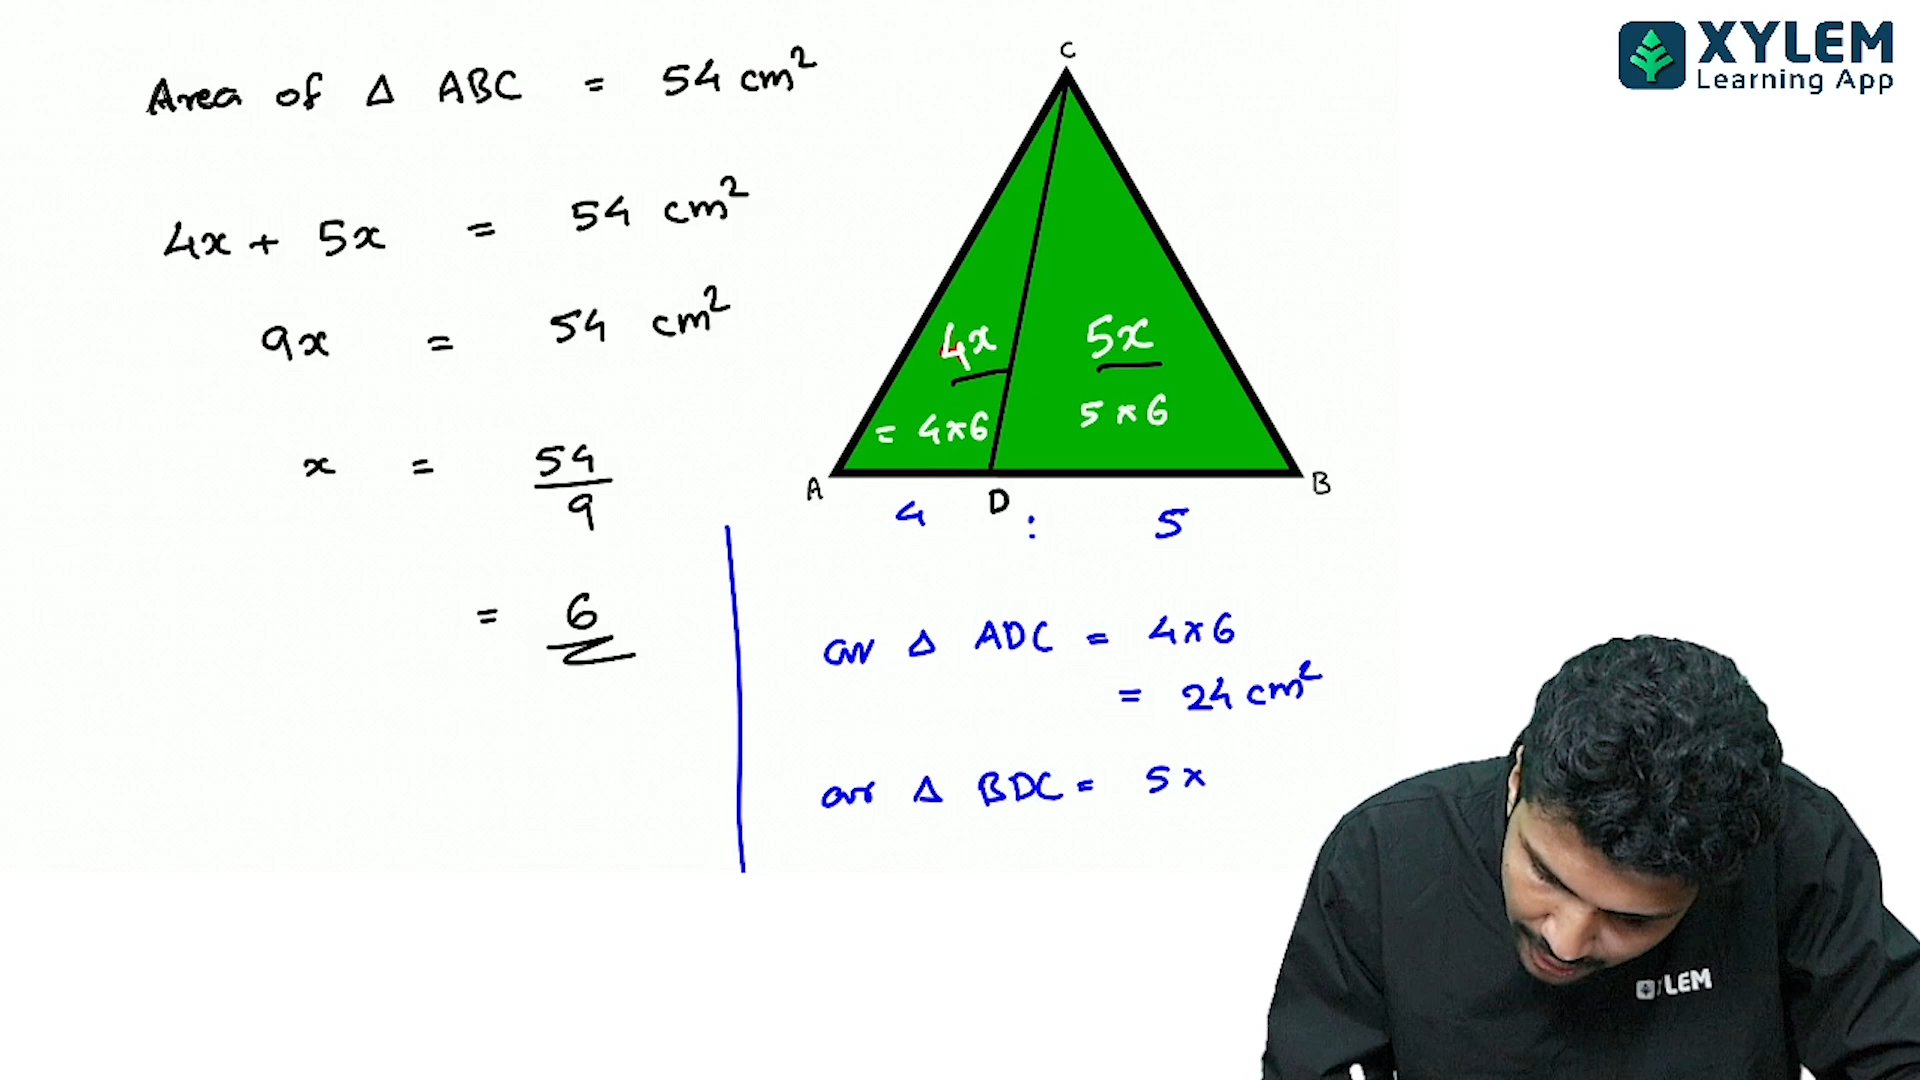 Area of Δ ABC = 54 cm²
4x + 5x = 54 cm²
9x = 54 cm²
x = 54/9
= 6
C
4x
5x
= 4×6
5×6
A
D
B
4 : 5
ar Δ ADC = 4×6
= 24 cm²
ar Δ BDC = 5×
XYLEM
Learning App
XYLEM